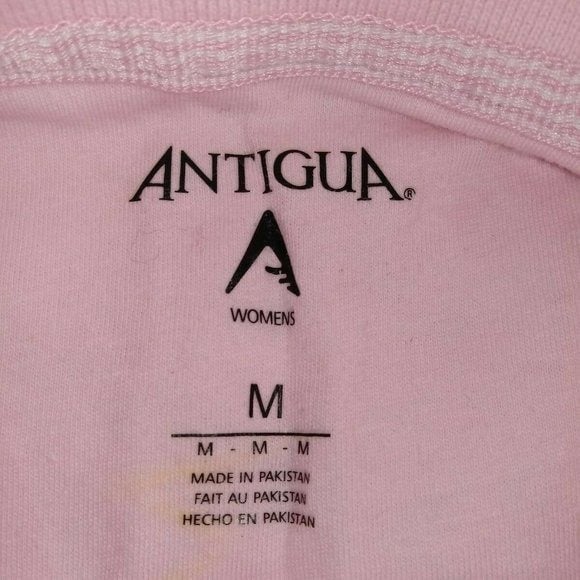 ANTIGUA®
WOMENS
M
M - M - M
MADE IN PAKISTAN
FAIT AU PAKISTAN
HECHO EN PAKISTAN